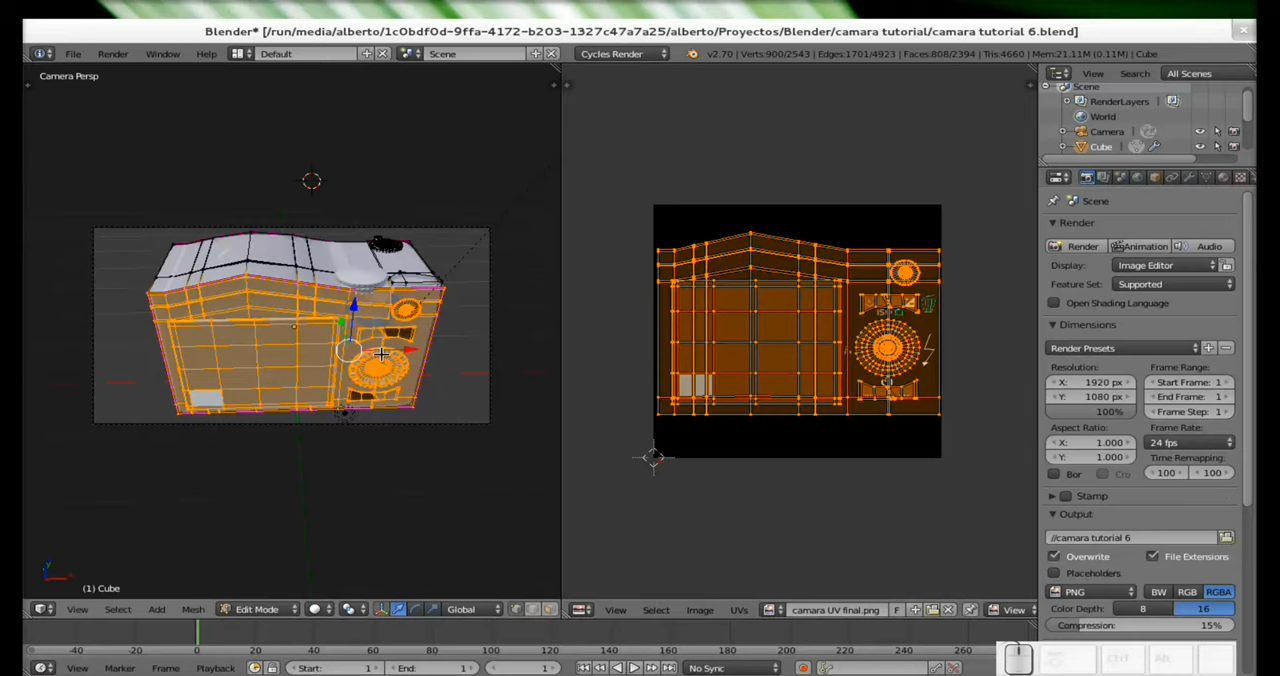 Blender* [/run/media/alberto/1c0bdf0d-9ffa-4172-b203-1327c47a7a25/alberto/Proyectos/Blender/camara tutorial/camara tutorial 6.blend]
File Render Window Help Default Scene Cycles Render v2.70 | Verts:900/2543 | Edges:1701/4923 | Faces:808/2394 | Tris:4660 | Mem:21.11M (0.11M) | Cube
Camera Persp
View Search All Scenes
Scene
RenderLayers
World
Camera
Cube
Scene
Render
Render Animation Audio
Display: Image Editor
Feature Set: Supported
Open Shading Language
Dimensions
Render Presets
Resolution: Frame Range:
X: 1920 px Start Frame: 1
Y: 1080 px End Frame: 1
100% Frame Step: 1
Aspect Ratio: Frame Rate:
X: 1.000 24 fps
Y: 1.000 Time Remapping:
Bor Cro 100 100
Stamp
Output
//camara tutorial 6
Overwrite File Extensions
Placeholders
PNG BW RGB RGBA
Color Depth: 8 16
Compression: 15%
(1) Cube
View Select Add Mesh Edit Mode Global
View Select Image UVs camara UV final.png F View
-40 -20 0 20 40 60 80 100 120 140 160 180 200 220 240 260
View Marker Frame Playback Start: 1 End: 1 1 No Sync
Ctrl Alt